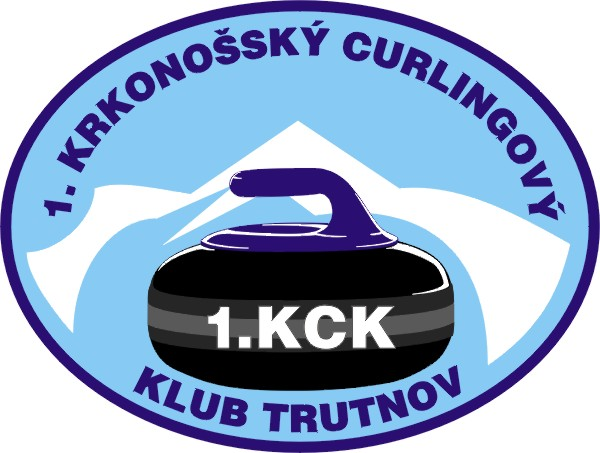 1. KRKONOŠSKÝ CURLINGOVÝ
1.KCK
KLUB TRUTNOV